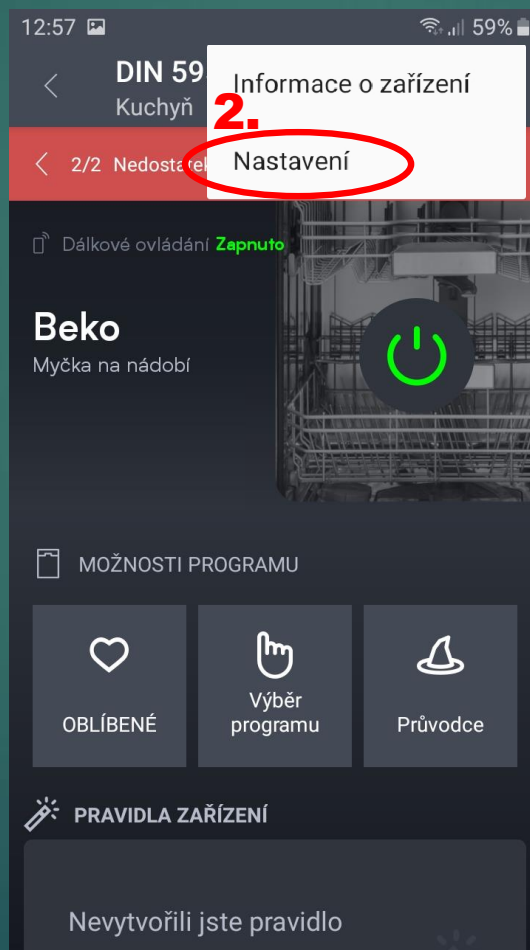 12:57 59%
DIN 59
Informace o zařízení
Kuchyň
2.
2/2 Nedostatek
Nastavení
Dálkové ovládání Zapnuto
Beko
Myčka na nádobí
MOŽNOSTI PROGRAMU
OBLÍBENÉ
Výběr
programu
Průvodce
PRAVIDLA ZAŘÍZENÍ
Nevytvořili jste pravidlo